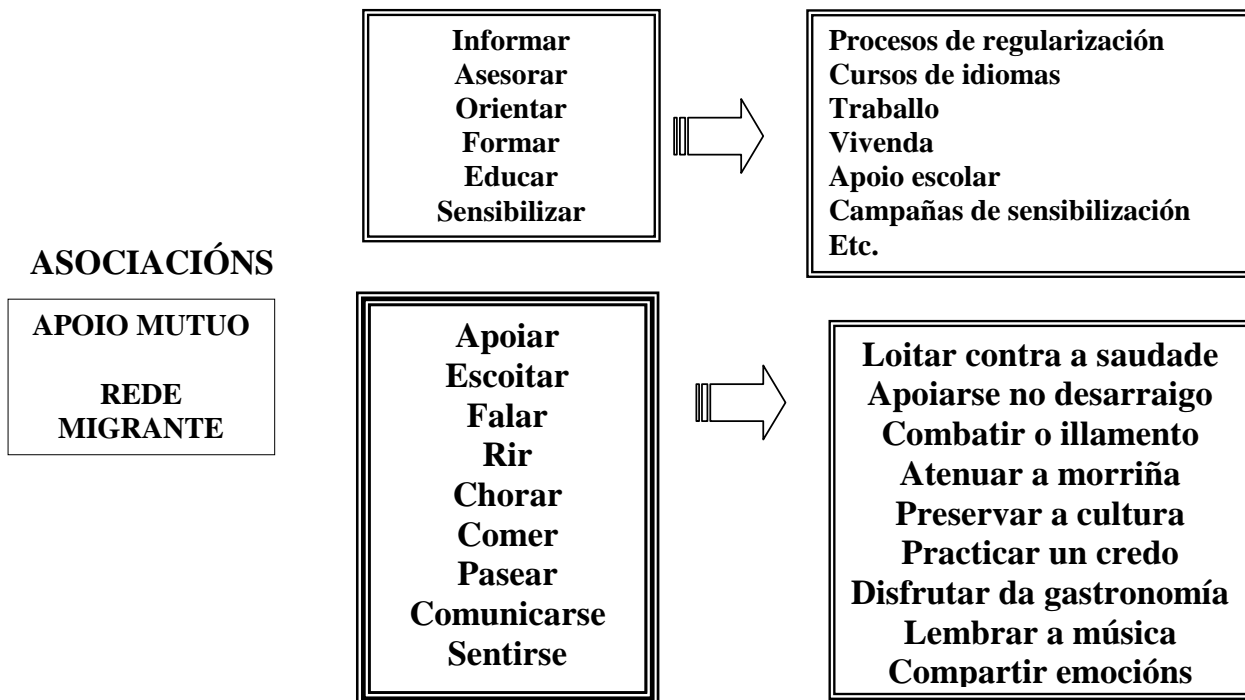 Informar
Asesorar
Orientar
Formar
Educar
Sensibilizar
Procesos de regularización
Cursos de idiomas
Traballo
Vivenda
Apoio escolar
Campañas de sensibilización
Etc.
ASOCIACIÓNS
APOIO MUTUO
REDE
MIGRANTE
Apoiar
Escoitar
Falar
Rir
Chorar
Comer
Pasear
Comunicarse
Sentirse
Loitar contra a saudade
Apoiarse no desarraigo
Combatir o illamento
Atenuar a morriña
Preservar a cultura
Practicar un credo
Disfrutar da gastronomía
Lembrar a música
Compartir emocións